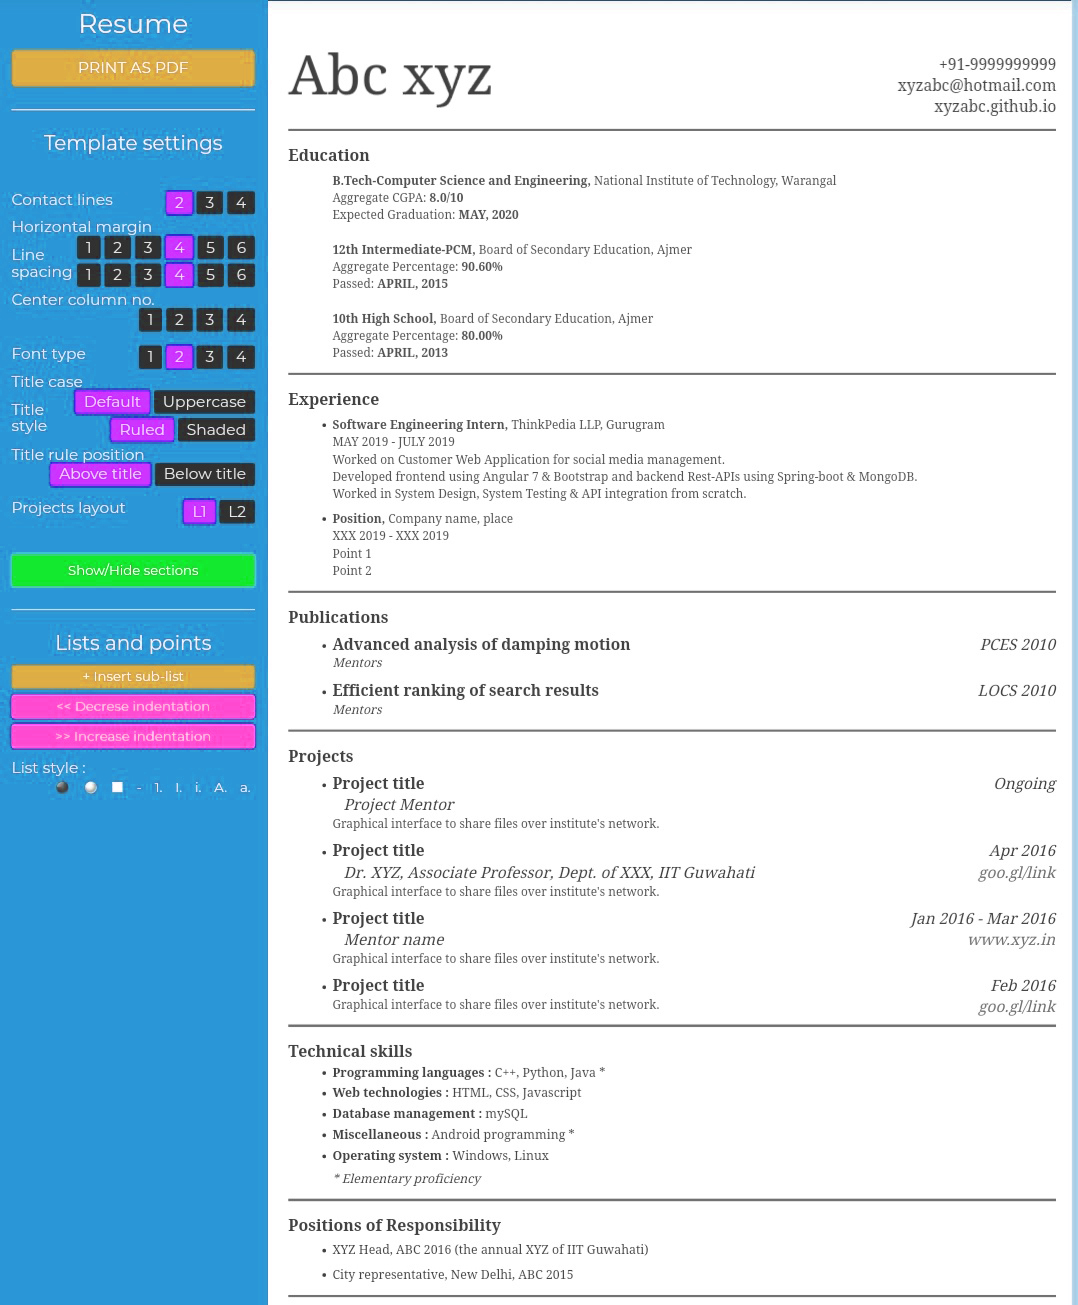 Resume
PRINT AS PDF
Template settings
Contact lines 2 3 4
Horizontal margin
1 2 3 4 5 6
Line
spacing 1 2 3 4 5 6
Center column no.
1 2 3 4
Font type 1 2 3 4
Title case
Default Uppercase
Title
style Ruled Shaded
Title rule position
Above title Below title
Projects layout L1 L2
Show/Hide sections
Lists and points
+ Insert sub-list
<< Decrese indentation
>> Increase indentation
List style :
- 1. I. i. A. a.
Abc xyz
+91-9999999999
xyzabc@hotmail.com
xyzabc.github.io
Education
B.Tech-Computer Science and Engineering, National Institute of Technology, Warangal
Aggregate CGPA: 8.0/10
Expected Graduation: MAY, 2020
12th Intermediate-PCM, Board of Secondary Education, Ajmer
Aggregate Percentage: 90.60%
Passed: APRIL, 2015
10th High School, Board of Secondary Education, Ajmer
Aggregate Percentage: 80.00%
Passed: APRIL, 2013
Experience
• Software Engineering Intern, ThinkPedia LLP, Gurugram
MAY 2019 - JULY 2019
Worked on Customer Web Application for social media management.
Developed frontend using Angular 7 & Bootstrap and backend Rest-APIs using Spring-boot & MongoDB.
Worked in System Design, System Testing & API integration from scratch.
• Position, Company name, place
XXX 2019 - XXX 2019
Point 1
Point 2
Publications
• Advanced analysis of damping motion PCES 2010
Mentors
• Efficient ranking of search results LOCS 2010
Mentors
Projects
• Project title Ongoing
Project Mentor
Graphical interface to share files over institute's network.
• Project title Apr 2016
Dr. XYZ, Associate Professor, Dept. of XXX, IIT Guwahati goo.gl/link
Graphical interface to share files over institute's network.
• Project title Jan 2016 - Mar 2016
Mentor name www.xyz.in
Graphical interface to share files over institute's network.
• Project title Feb 2016
Graphical interface to share files over institute's network. goo.gl/link
Technical skills
• Programming languages : C++, Python, Java *
• Web technologies : HTML, CSS, Javascript
• Database management : mySQL
• Miscellaneous : Android programming *
• Operating system : Windows, Linux
* Elementary proficiency
Positions of Responsibility
• XYZ Head, ABC 2016 (the annual XYZ of IIT Guwahati)
• City representative, New Delhi, ABC 2015